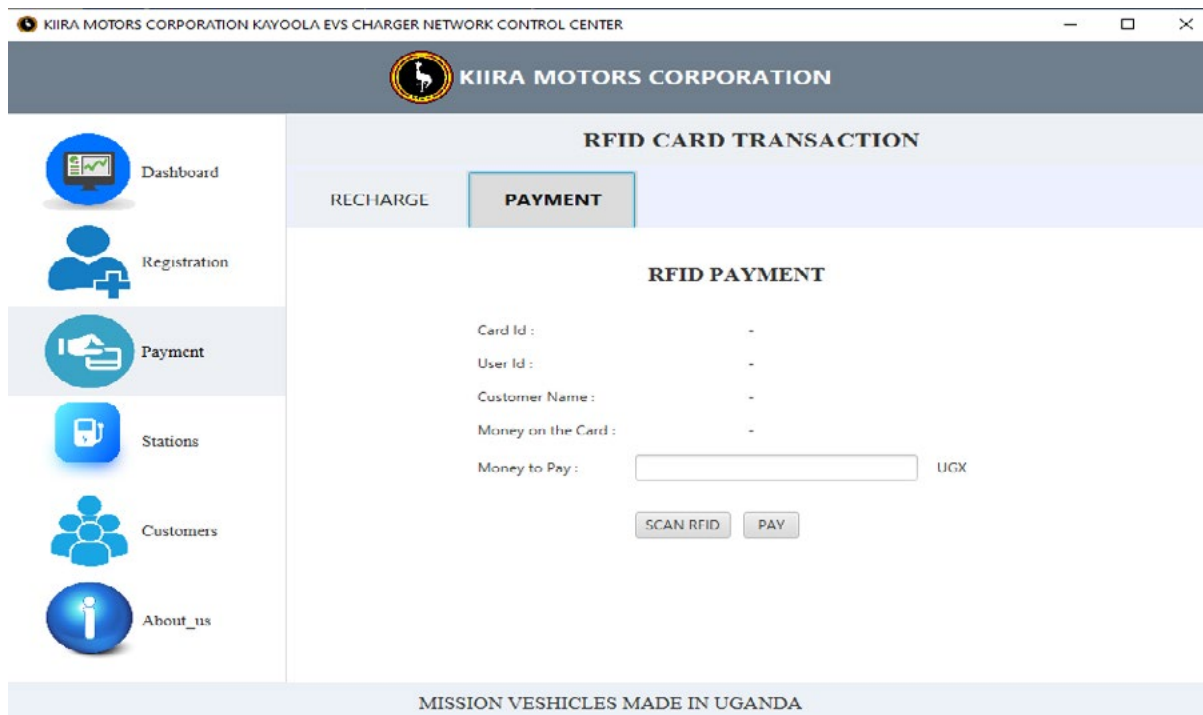 KIIRA MOTORS CORPORATION KAYOOLA EVS CHARGER NETWORK CONTROL CENTER
KIIRA MOTORS CORPORATION
Dashboard
Registration
Payment
Stations
Customers
About_us
RFID CARD TRANSACTION
RECHARGE PAYMENT
RFID PAYMENT
Card Id : -
User Id : -
Customer Name : -
Money on the Card : -
Money to Pay : UGX
SCAN RFID PAY
MISSION VESHICLES MADE IN UGANDA